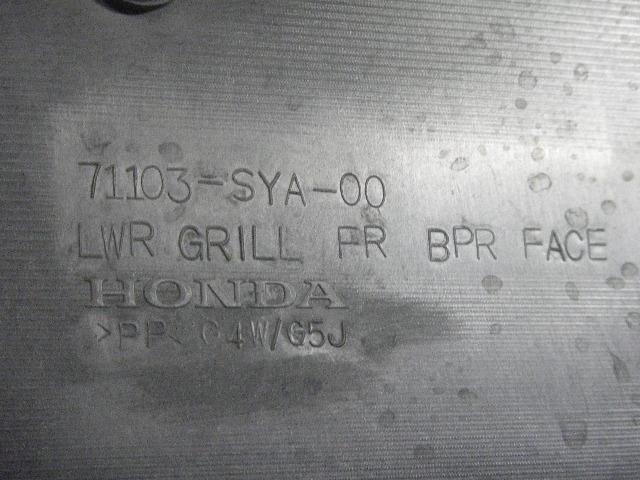 71103-SYA-00
LWR GRILL FR BPR FACE
HONDA
>PP< G4W/G5J